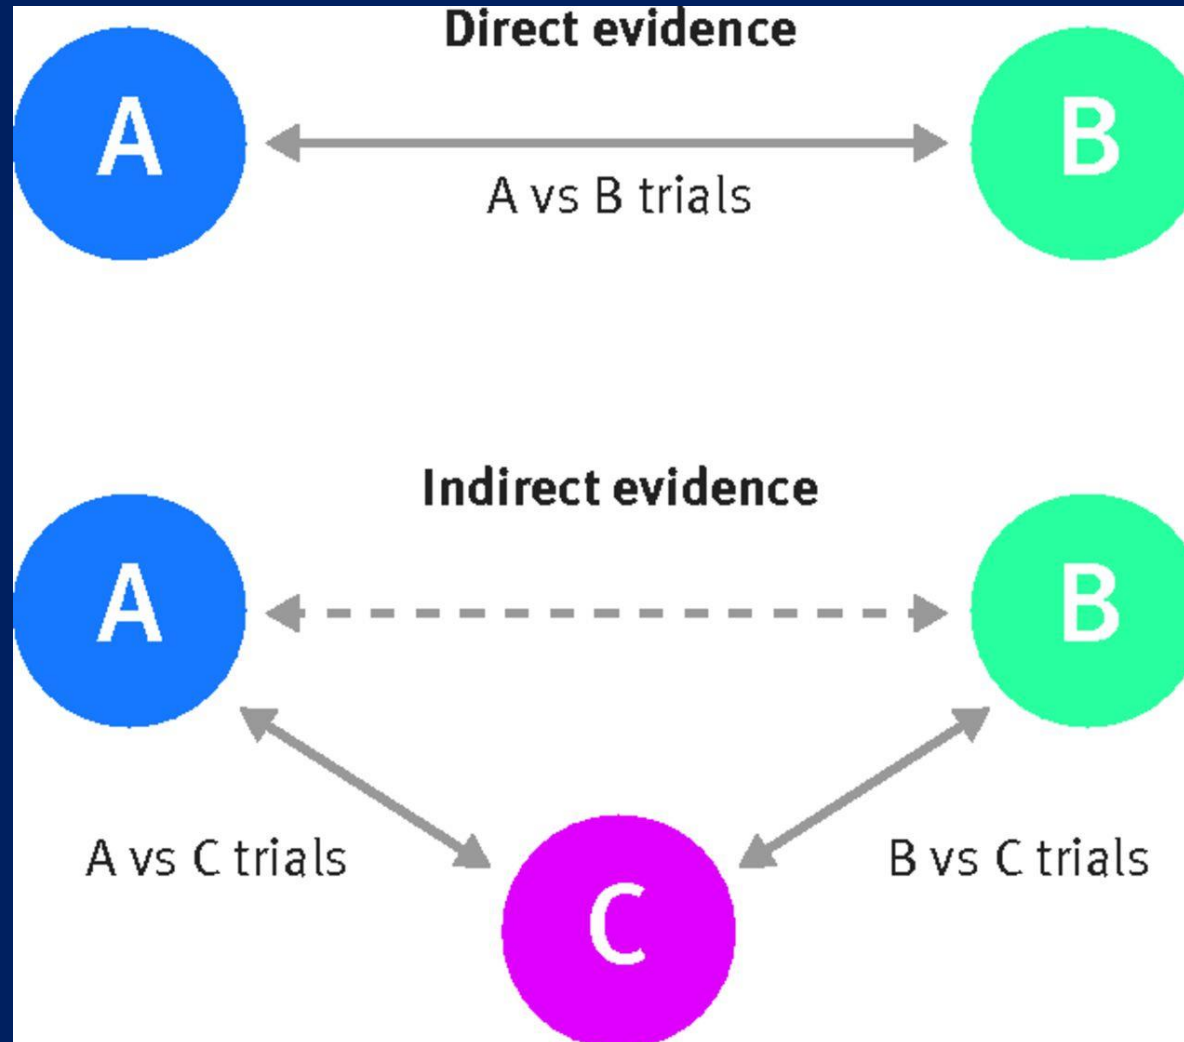 Direct evidence
A
B
A vs B trials
Indirect evidence
A
B
A vs C trials
B vs C trials
C